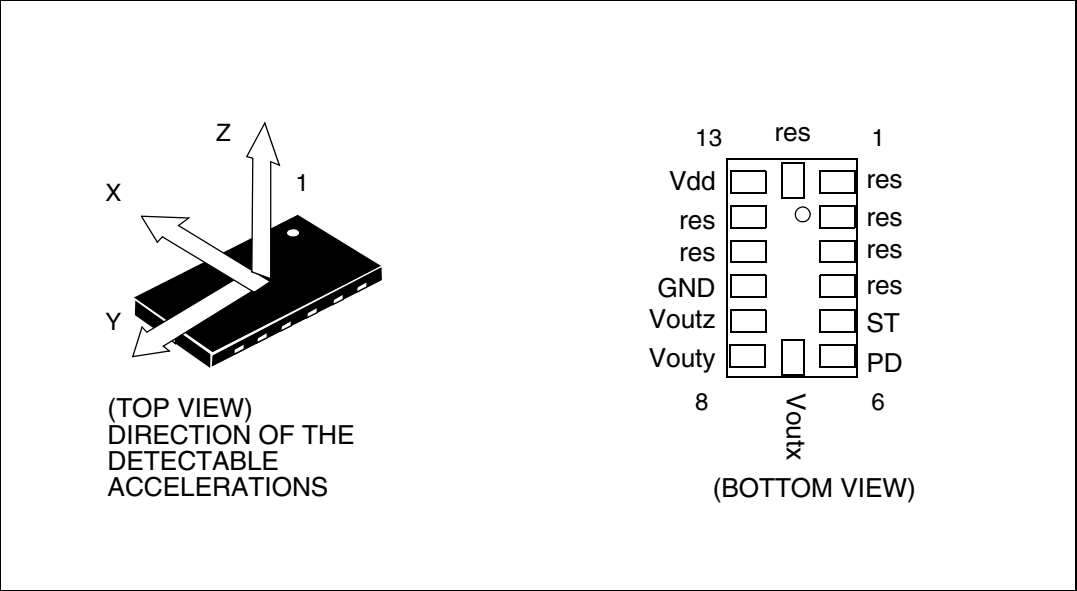 Z
X
1
Y
(TOP VIEW)
DIRECTION OF THE
DETECTABLE
ACCELERATIONS
13 res 1
Vdd res
res res
res res
GND res
Voutz ST
Vouty PD
8 6
Voutx
(BOTTOM VIEW)